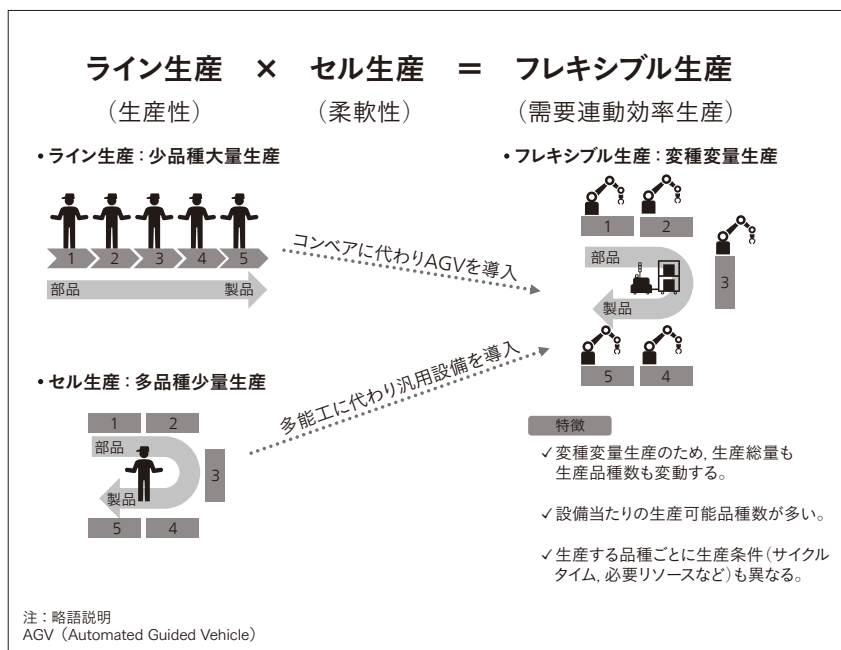 ライン生産 × セル生産 = フレキシブル生産
（生産性） （柔軟性） （需要連動効率生産）
• ライン生産：少品種大量生産
1 2 3 4 5
部品 製品
• セル生産：多品種少量生産
1 2
部品
3
製品
5 4
コンベアに代わりAGVを導入
多能工に代わり汎用設備を導入
• フレキシブル生産：変種変量生産
1 2
部品
3
製品
5 4
特徴
✓変種変量生産のため, 生産総量も
生産品種数も変動する。
✓設備当たりの生産可能品種数が多い。
✓生産する品種ごとに生産条件（サイクル
タイム, 必要リソースなど）も異なる。
注：略語説明
AGV（Automated Guided Vehicle）